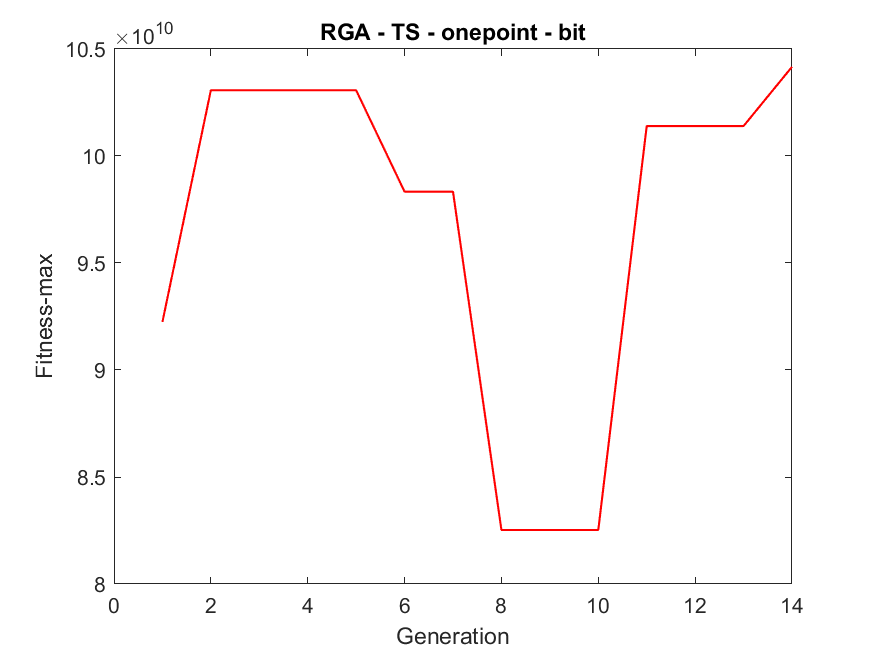 RGA - TS - onepoint - bit
×10^10
10.5
10
9.5
9
8.5
8
Fitness-max
0 2 4 6 8 10 12 14
Generation